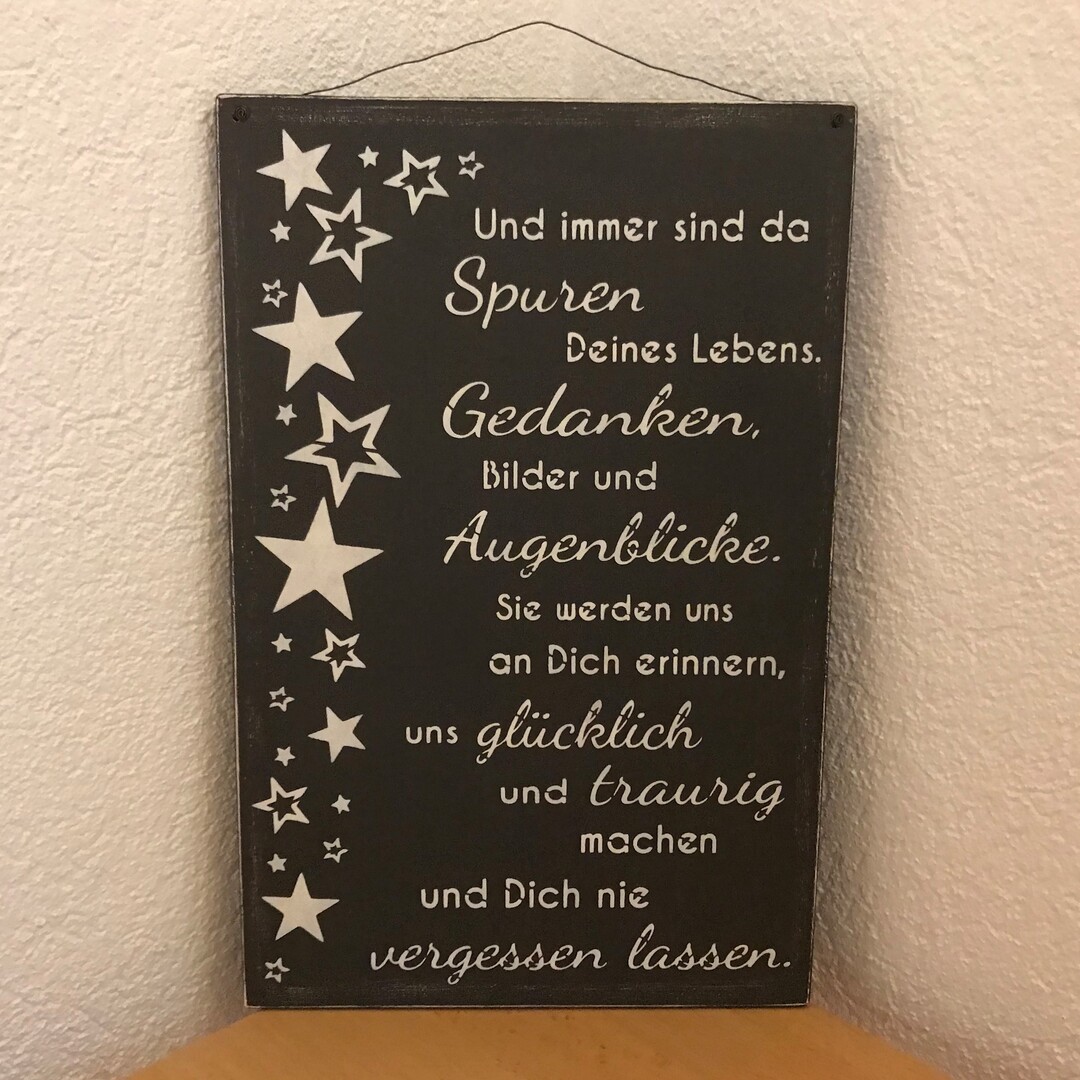 Und immer sind da
Spuren
Deines Lebens.
Gedanken,
Bilder und
Augenblicke.
Sie werden uns
an Dich erinnern,
uns glücklich
und traurig
machen
und Dich nie
vergessen lassen.